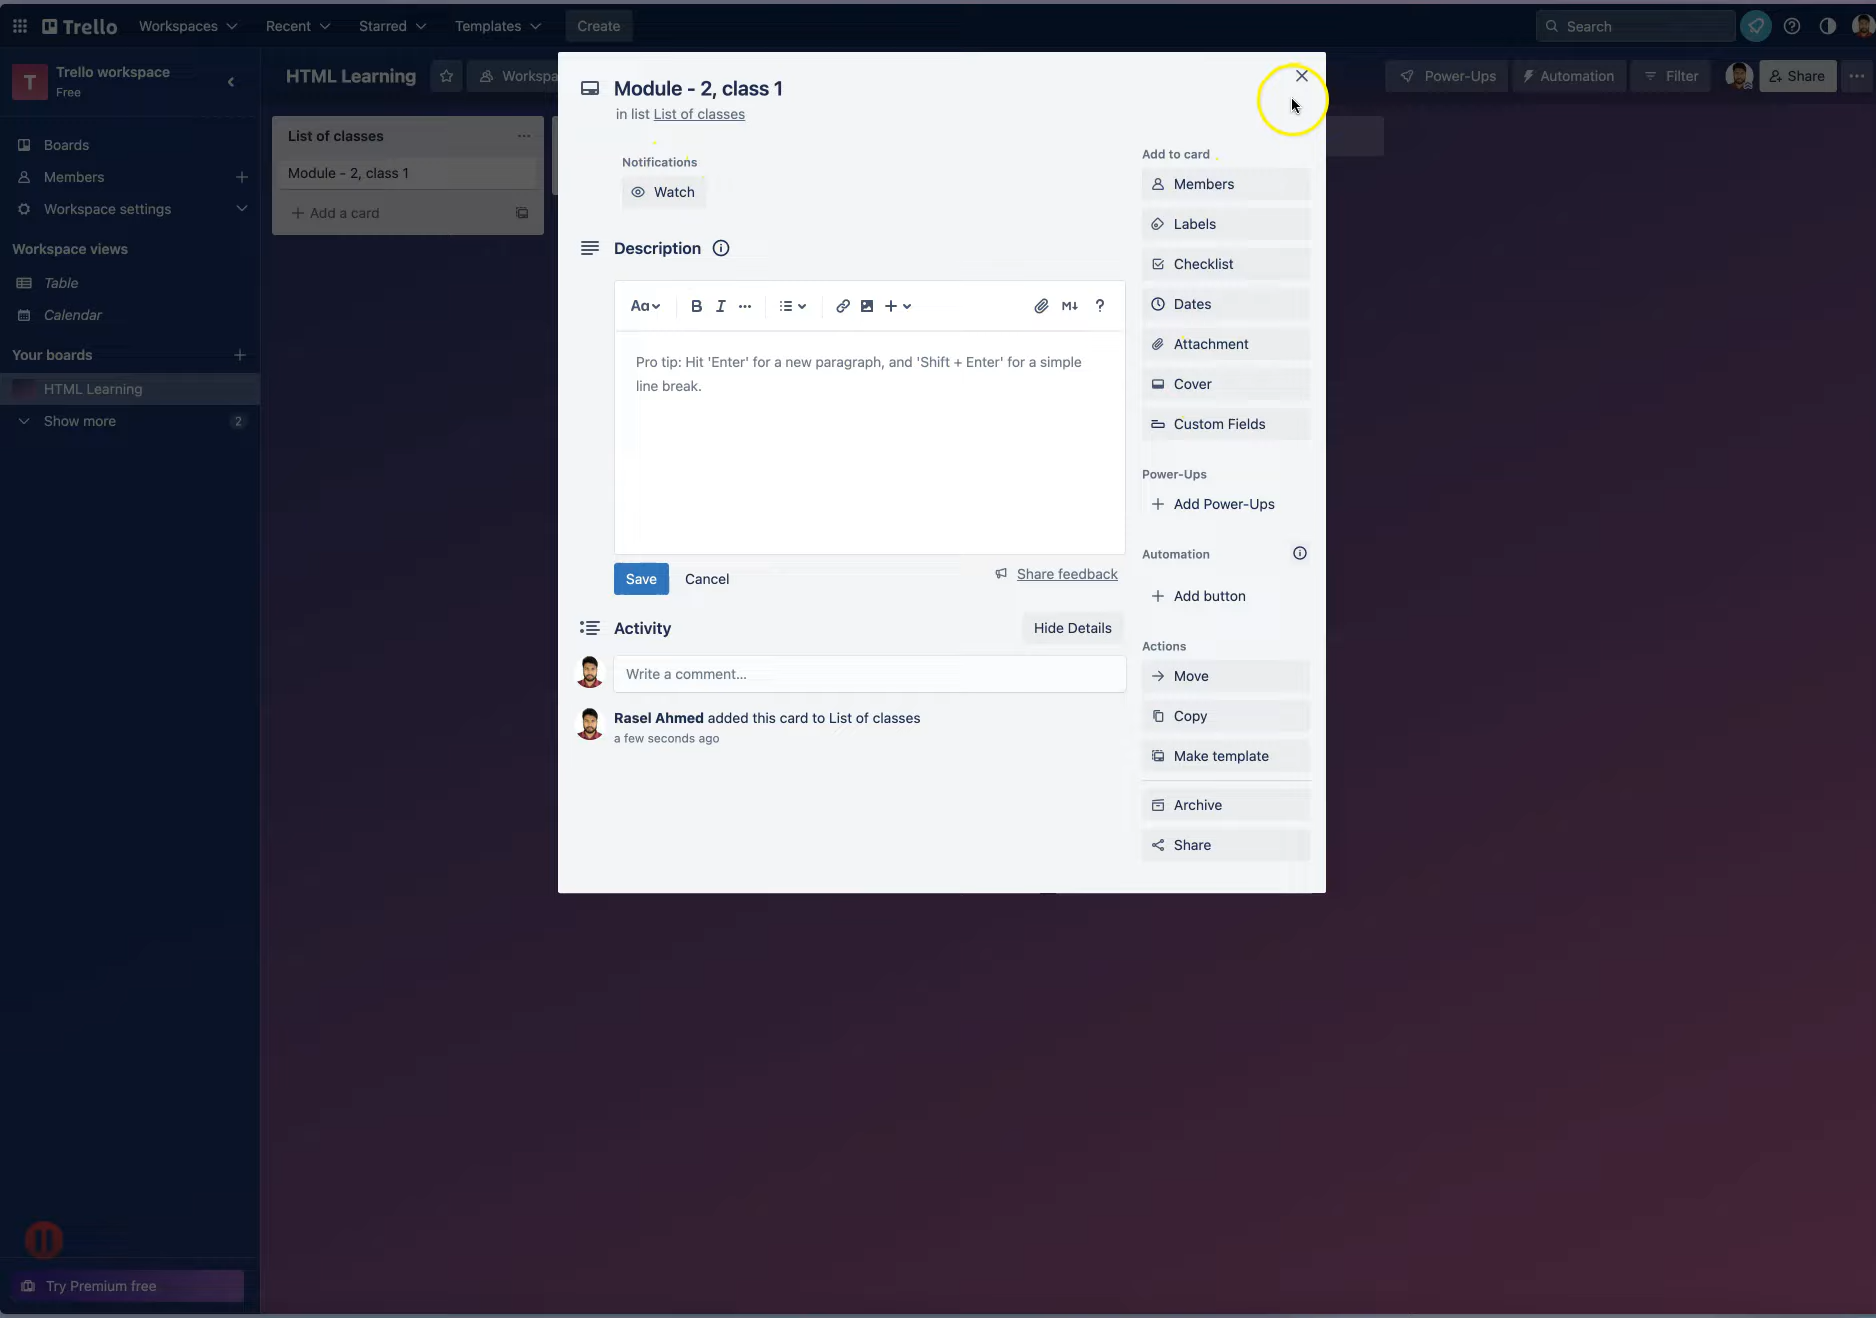 Trello
Workspaces
Recent
Starred
Templates
Create
Search
T
Trello workspace
Free
HTML Learning
Workspa
Power-Ups
Automation
Filter
Share
Boards
Members
Workspace settings
Workspace views
Table
Calendar
Your boards
HTML Learning
Show more
2
Try Premium free
List of classes
Module - 2, class 1
Add a card
Module - 2, class 1
in list List of classes
Notifications
Watch
Description
Aa
B
I
M
?
Pro tip: Hit 'Enter' for a new paragraph, and 'Shift + Enter' for a simple
line break.
Save
Cancel
Share feedback
Activity
Hide Details
Write a comment…
Rasel Ahmed added this card to List of classes
a few seconds ago
Add to card
Members
Labels
Checklist
Dates
Attachment
Cover
Custom Fields
Power-Ups
Add Power-Ups
Automation
Add button
Actions
Move
Copy
Make template
Archive
Share